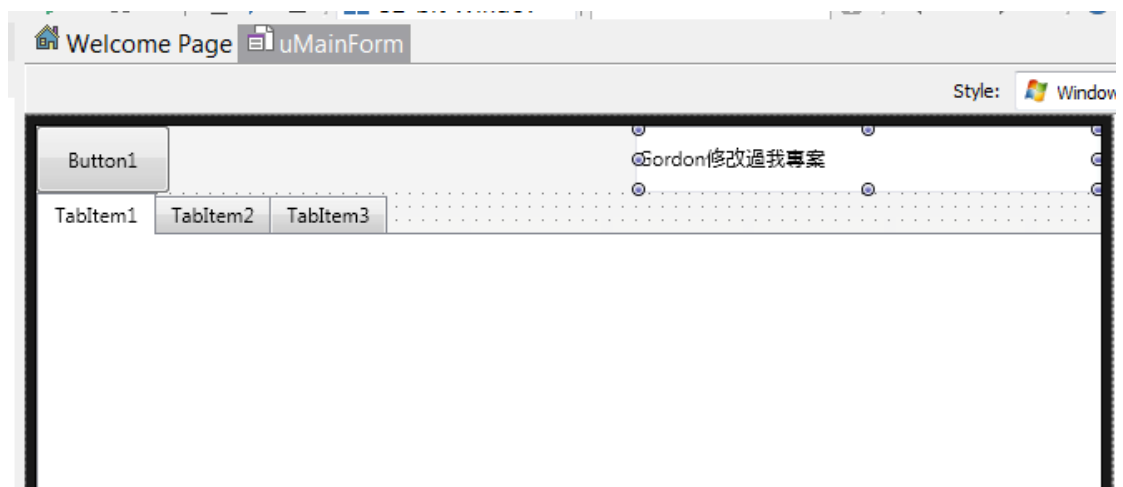 Welcome Page uMainForm
Style: Window
Button1
Gordon修改過我專案
TabItem1 TabItem2 TabItem3